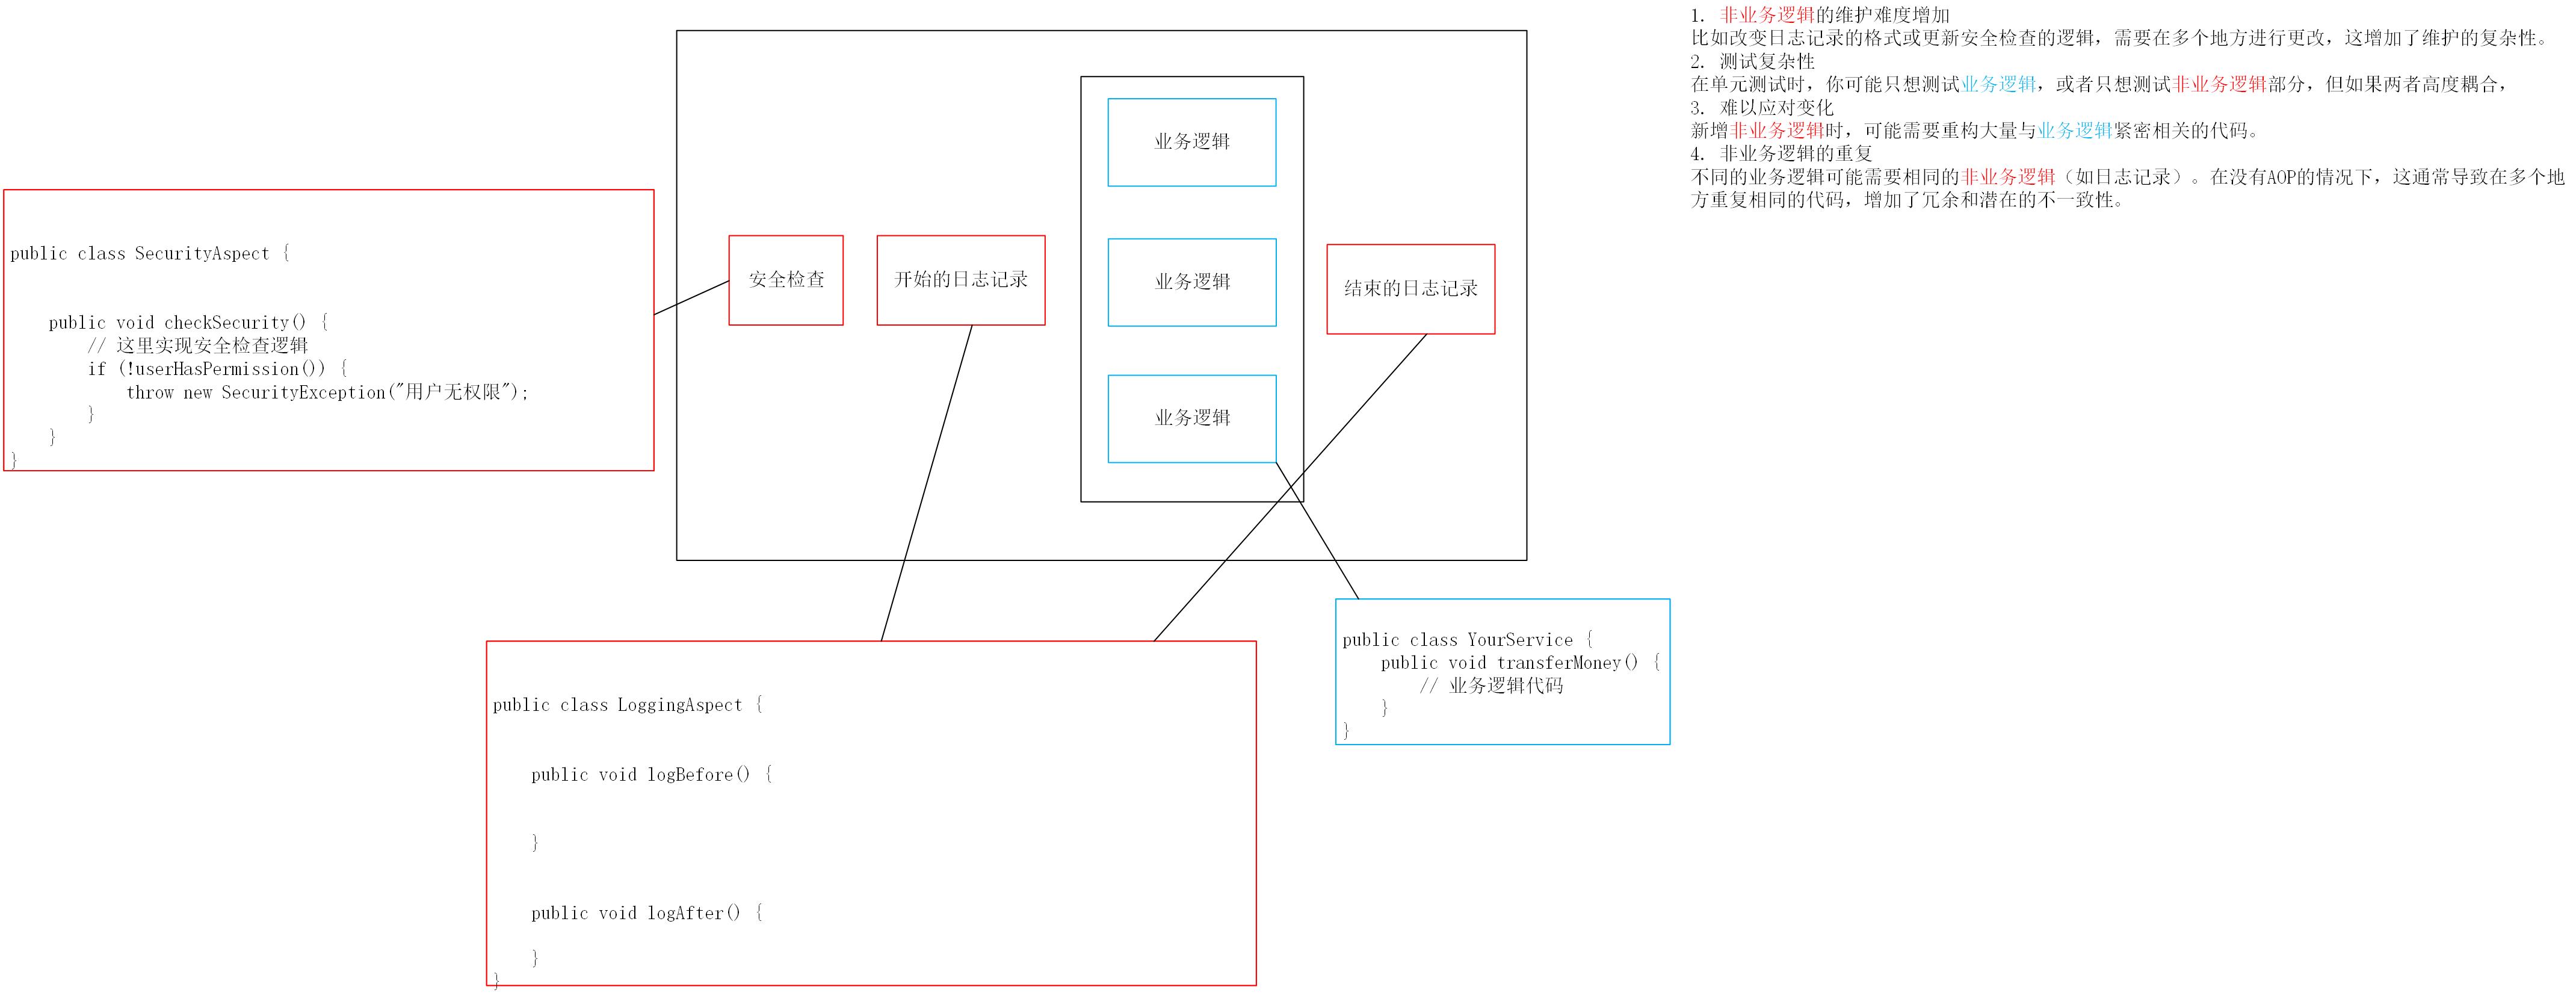 1. 非业务逻辑的维护难度增加
比如改变日志记录的格式或更新安全检查的逻辑，需要在多个地方进行更改，这增加了维护的复杂性。
2. 测试复杂性
在单元测试时，你可能只想测试业务逻辑，或者只想测试非业务逻辑部分，但如果两者高度耦合，
3. 难以应对变化
新增非业务逻辑时，可能需要重构大量与业务逻辑紧密相关的代码。
4. 非业务逻辑的重复
不同的业务逻辑可能需要相同的非业务逻辑（如日志记录）。在没有AOP的情况下，这通常导致在多个地
方重复相同的代码，增加了冗余和潜在的不一致性。
业务逻辑
业务逻辑
业务逻辑
安全检查
开始的日志记录
结束的日志记录
public class SecurityAspect {
    public void checkSecurity() {
        // 这里实现安全检查逻辑
        if (!userHasPermission()) {
            throw new SecurityException("用户无权限");
        }
    }
}
public class LoggingAspect {
    public void logBefore() {
    }
    public void logAfter() {
    }
}
public class YourService {
    public void transferMoney() {
        // 业务逻辑代码
    }
}